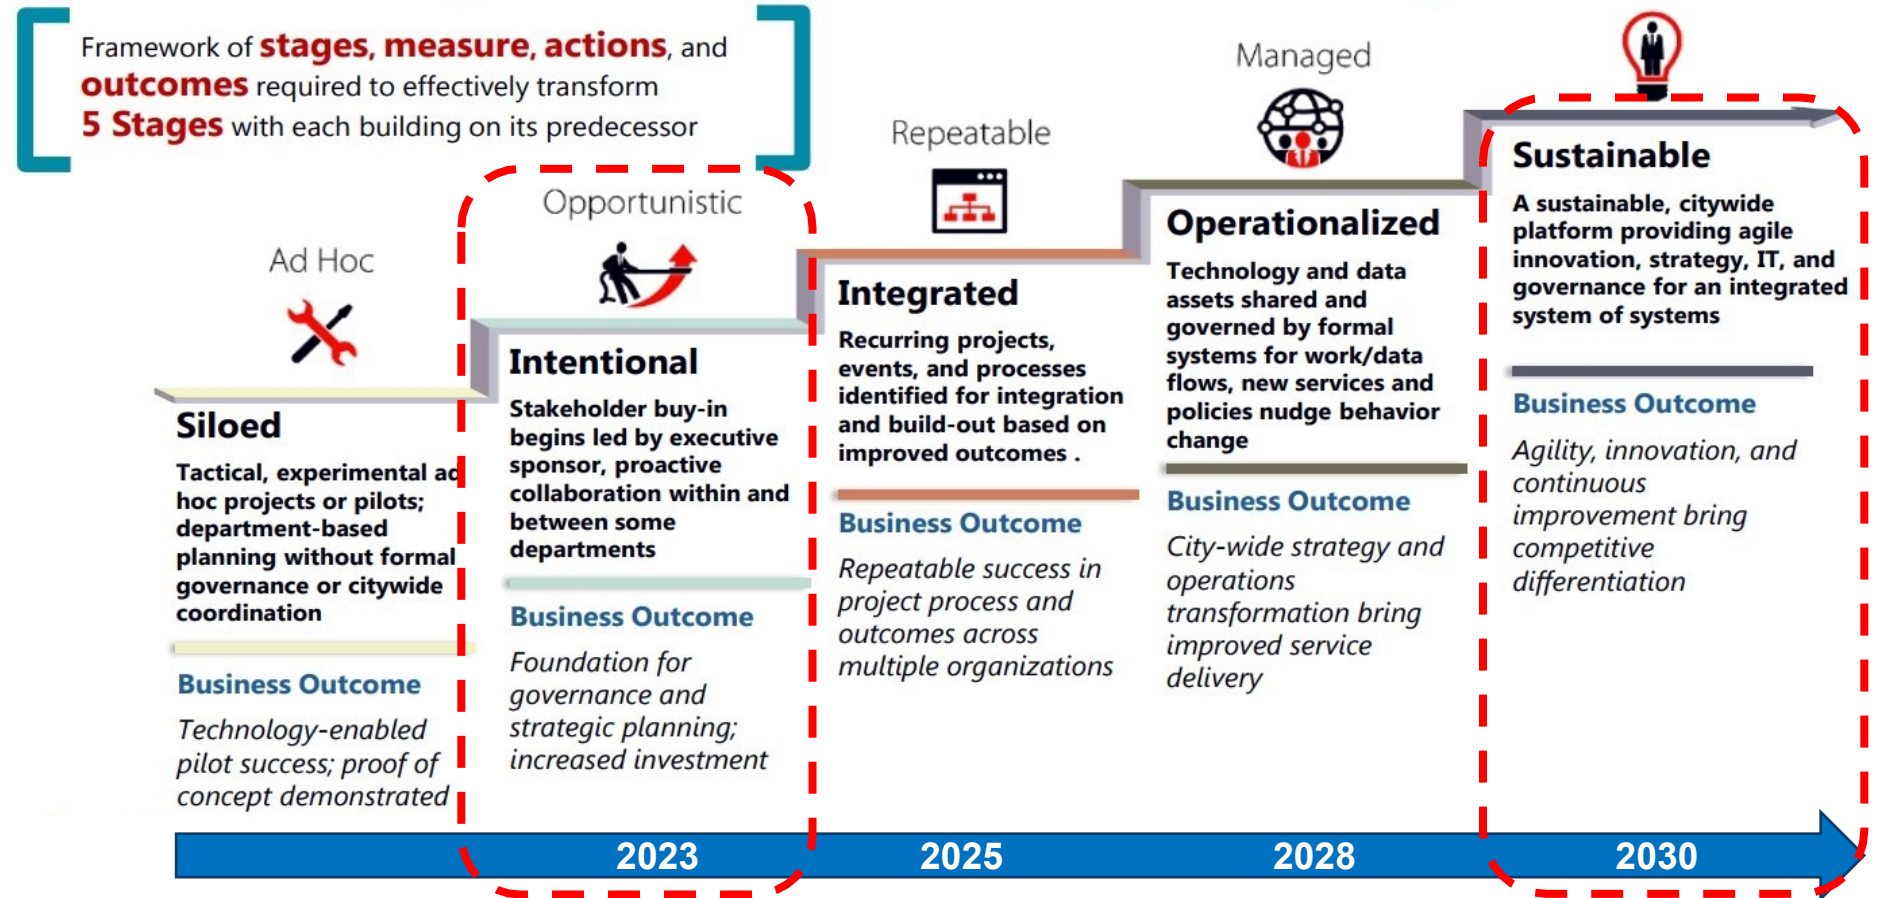 Framework of stages, measure, actions, and
outcomes required to effectively transform
5 Stages with each building on its predecessor
Ad Hoc
Siloed
Tactical, experimental ad
hoc projects or pilots;
department-based
planning without formal
governance or citywide
coordination
Business Outcome
Technology-enabled
pilot success; proof of
concept demonstrated
Opportunistic
Intentional
Stakeholder buy-in
begins led by executive
sponsor, proactive
collaboration within and
between some
departments
Business Outcome
Foundation for
governance and
strategic planning;
increased investment
Repeatable
Integrated
Recurring projects,
events, and processes
identified for integration
and build-out based on
improved outcomes .
Business Outcome
Repeatable success in
project process and
outcomes across
multiple organizations
Managed
Operationalized
Technology and data
assets shared and
governed by formal
systems for work/data
flows, new services and
policies nudge behavior
change
Business Outcome
City-wide strategy and
operations
transformation bring
improved service
delivery
Sustainable
A sustainable, citywide
platform providing agile
innovation, strategy, IT, and
governance for an integrated
system of systems
Business Outcome
Agility, innovation, and
continuous
improvement bring
competitive
differentiation
2023
2025
2028
2030